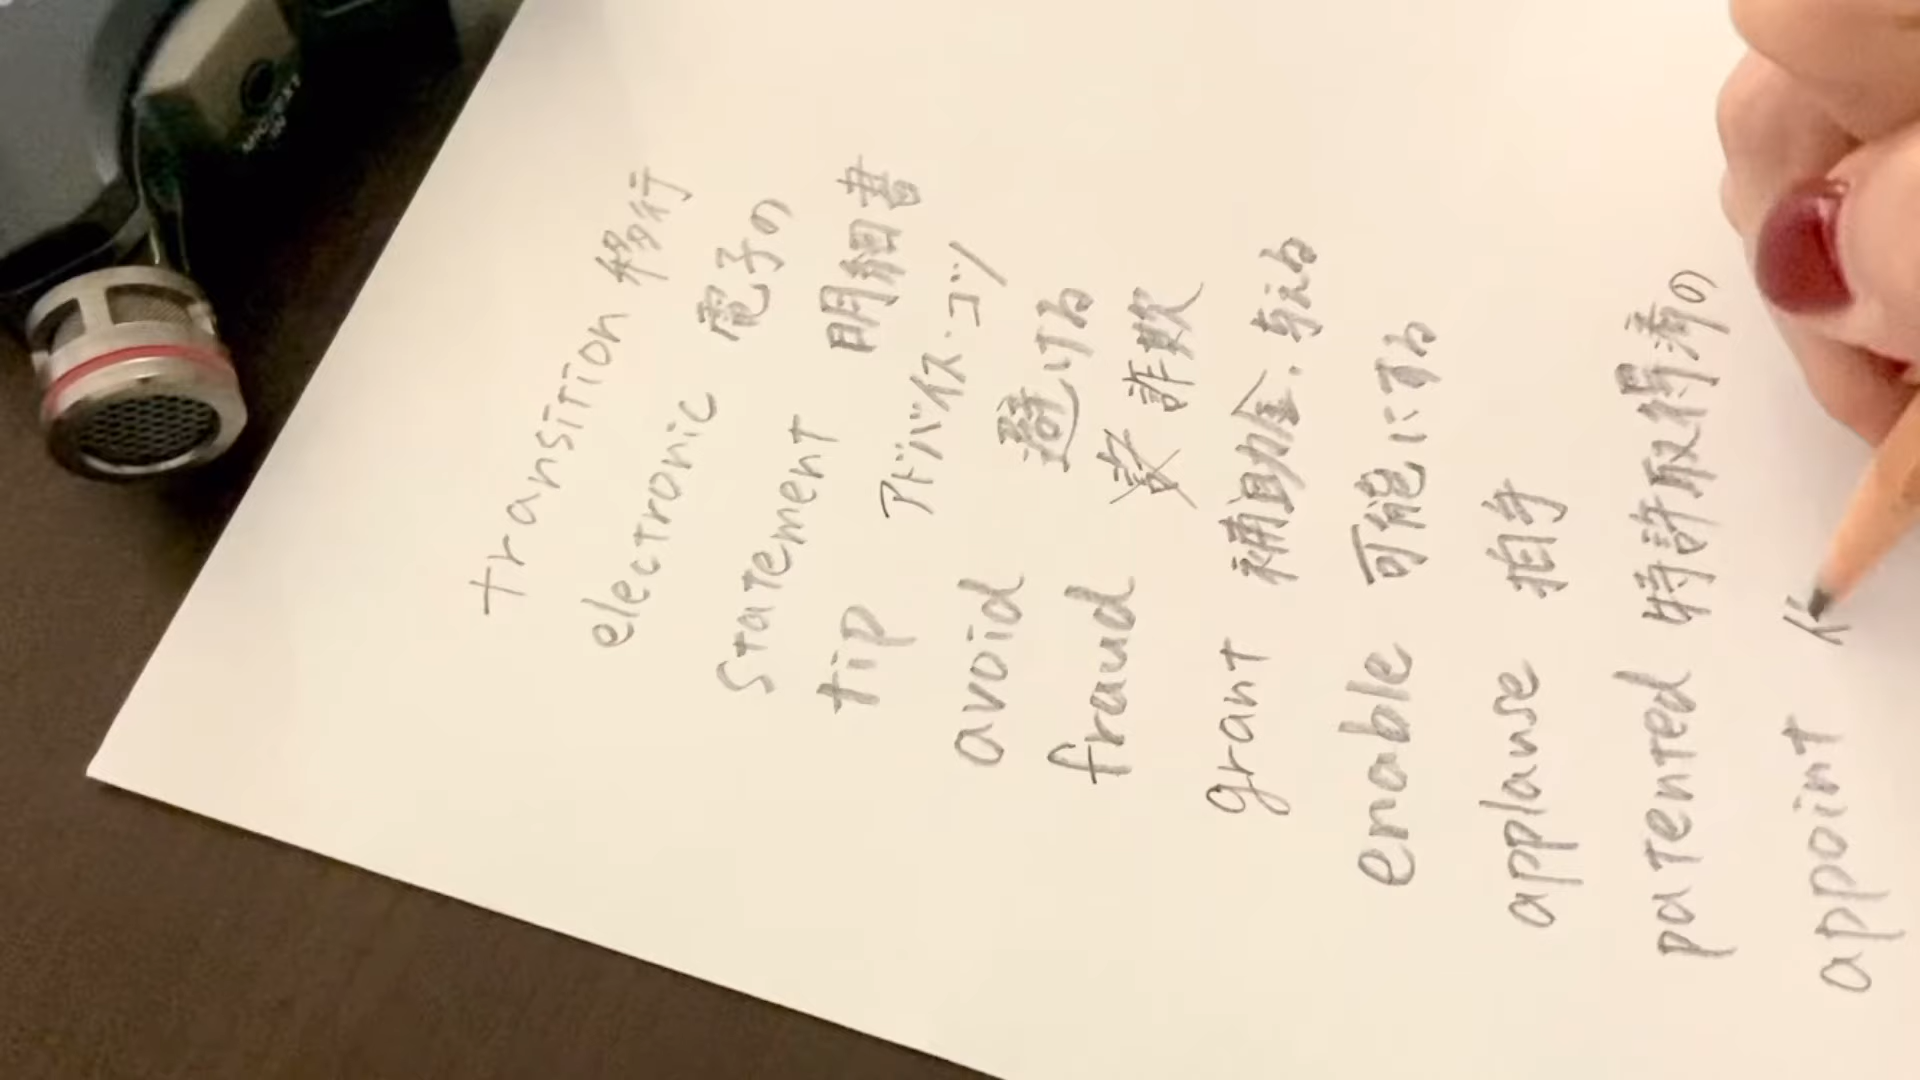 transition 移行
electronic 電子の
statement 明細書
tip アドバイス・コツ
avoid 避ける
fraud 詐欺
grant 補助金.与える
enable 可能にする
applause 拍手
patented 特許取得済の
appoint
MIC